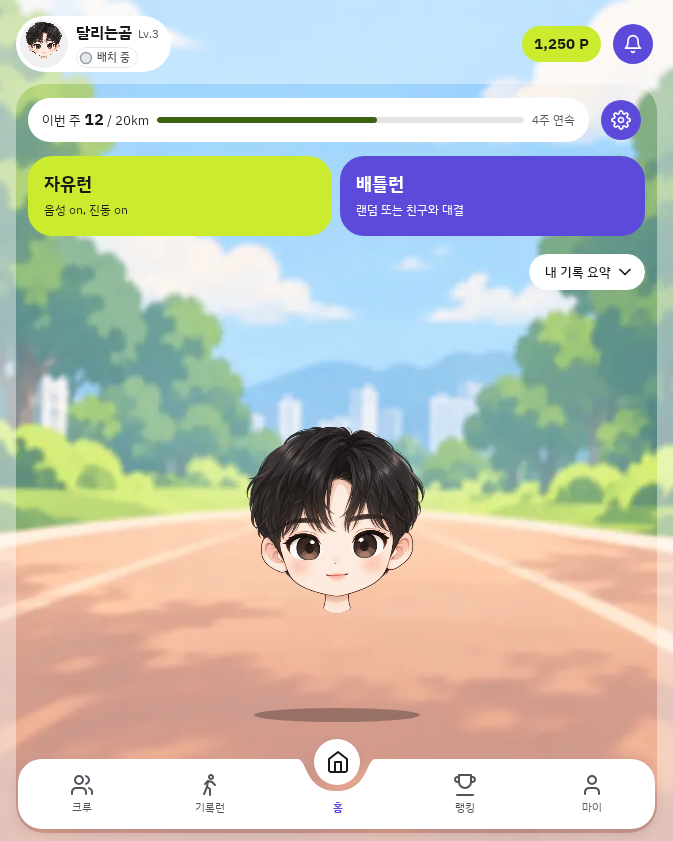 달리는곰 Lv.3
배치 중
1,250 P
이번 주 12 / 20km
4주 연속
자유런
음성 on, 진동 on
배틀런
랜덤 또는 친구와 대결
내 기록 요약
크루
기록런
홈
랭킹
마이